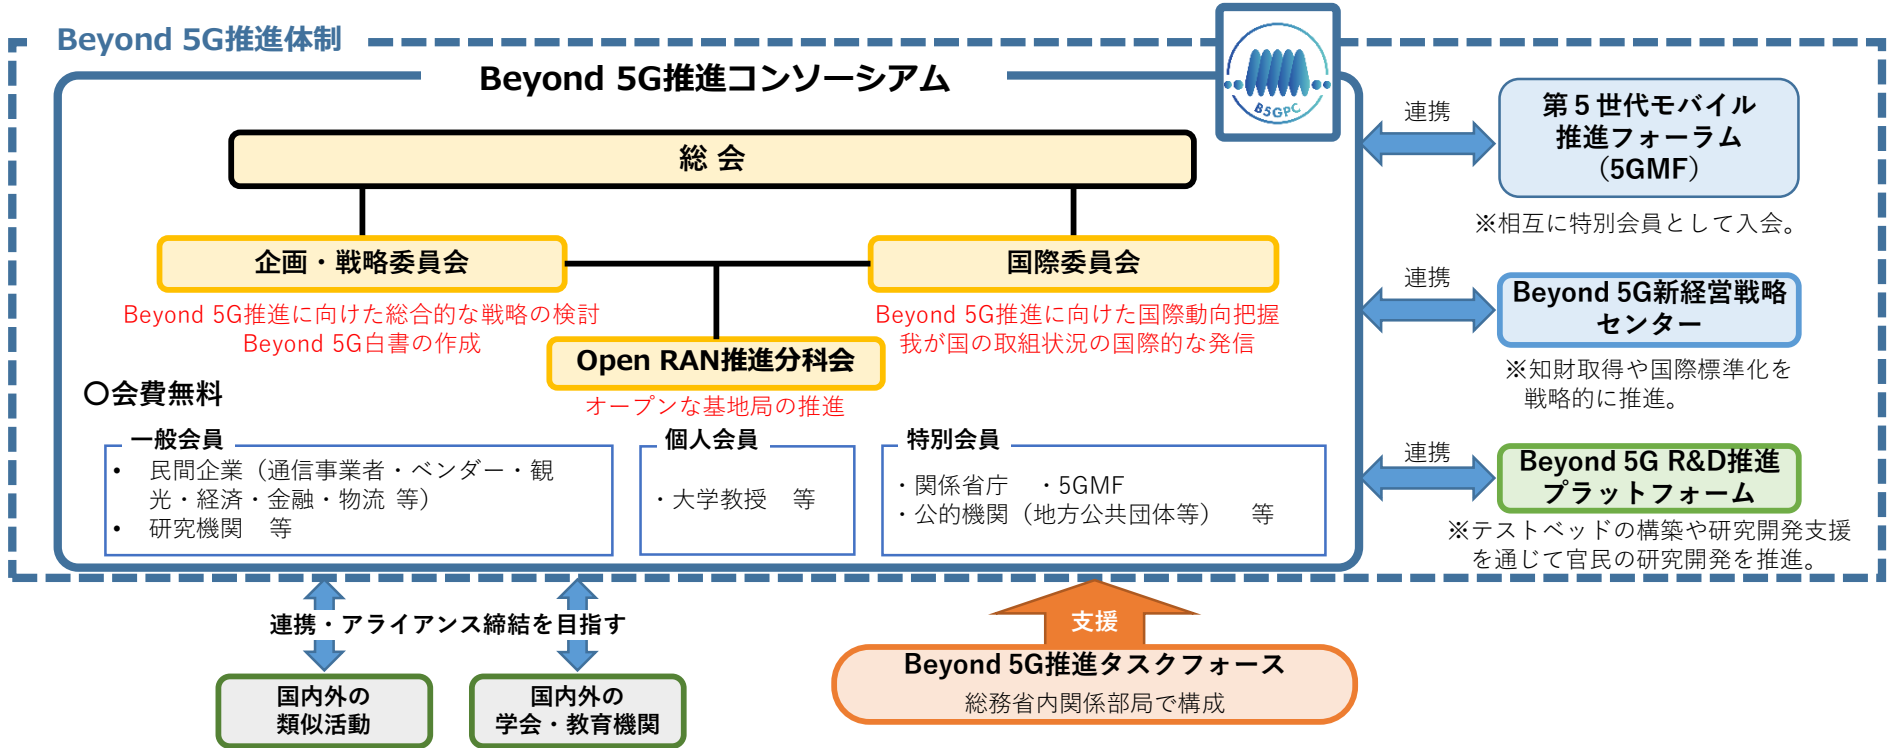 Beyond 5G推進体制
Beyond 5G推進コンソーシアム
B5GPC
総 会
企画・戦略委員会
国際委員会
Beyond 5G推進に向けた総合的な戦略の検討
Beyond 5G白書の作成
Beyond 5G推進に向けた国際動向把握
我が国の取組状況の国際的な発信
Open RAN推進分科会
オープンな基地局の推進
〇会費無料
一般会員
• 民間企業（通信事業者・ベンダー・観
光・経済・金融・物流 等）
• 研究機関　等
個人会員
・大学教授　等
特別会員
・関係省庁　・5GMF
・公的機関（地方公共団体等）　等
連携
第５世代モバイル
推進フォーラム
（5GMF）
※相互に特別会員として入会。
連携
Beyond 5G新経営戦略
センター
※知財取得や国際標準化を
戦略的に推進。
連携
Beyond 5G R&D推進
プラットフォーム
※テストベッドの構築や研究開発支援
を通じて官民の研究開発を推進。
連携・アライアンス締結を目指す
国内外の
類似活動
国内外の
学会・教育機関
支援
Beyond 5G推進タスクフォース
総務省内関係部局で構成